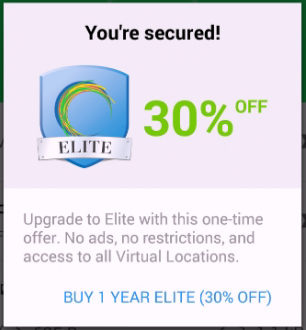 You're secured!
30% OFF
ELITE
Upgrade to Elite with this one-time
offer. No ads, no restrictions, and
access to all Virtual Locations.
BUY 1 YEAR ELITE (30% OFF)